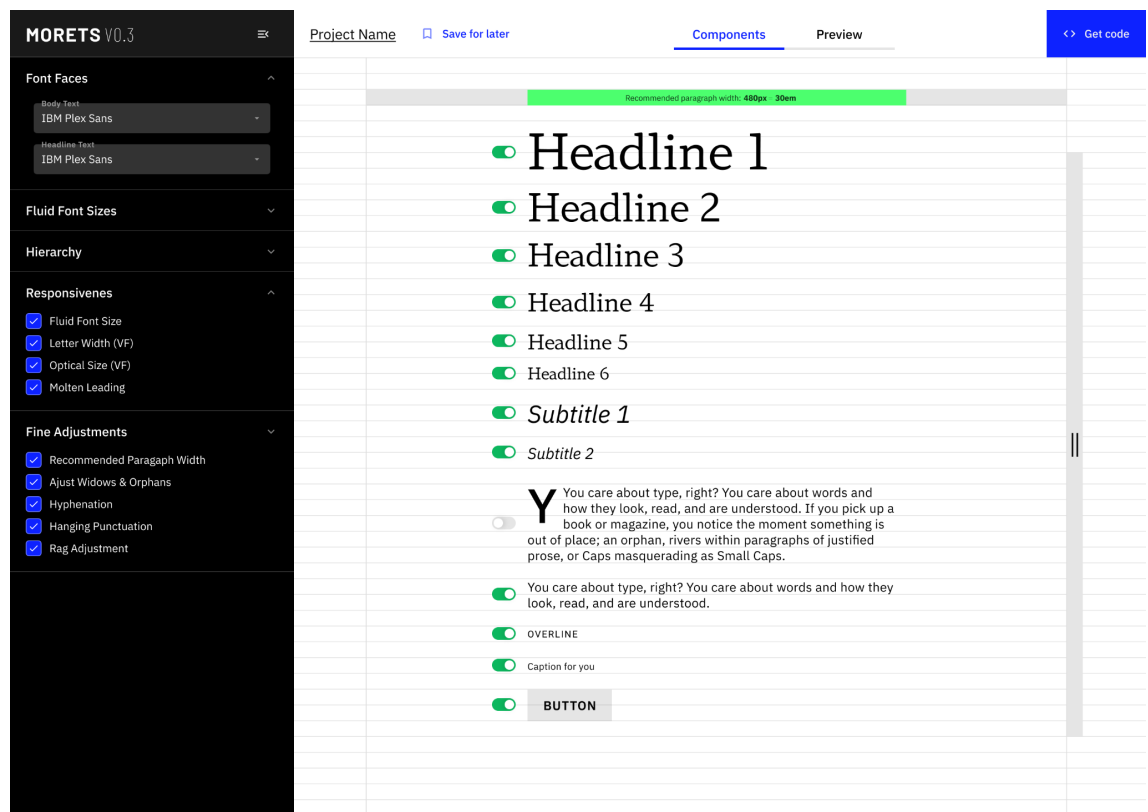 MORETS V0.3
Project Name
Save for later
Components
Preview
<> Get code
Font Faces
Body Text
IBM Plex Sans
Headline Text
IBM Plex Sans
Fluid Font Sizes
Hierarchy
Responsivenes
Fluid Font Size
Letter Width (VF)
Optical Size (VF)
Molten Leading
Fine Adjustments
Recommended Paragaph Width
Ajust Widows & Orphans
Hyphenation
Hanging Punctuation
Rag Adjustment
Recommended paragraph width: 480px - 30em
Headline 1
Headline 2
Headline 3
Headline 4
Headline 5
Headline 6
Subtitle 1
Subtitle 2
Y You care about type, right? You care about words and
how they look, read, and are understood. If you pick up a
book or magazine, you notice the moment something is
out of place; an orphan, rivers within paragraphs of justified
prose, or Caps masquerading as Small Caps.
You care about type, right? You care about words and how they
look, read, and are understood.
OVERLINE
Caption for you
BUTTON